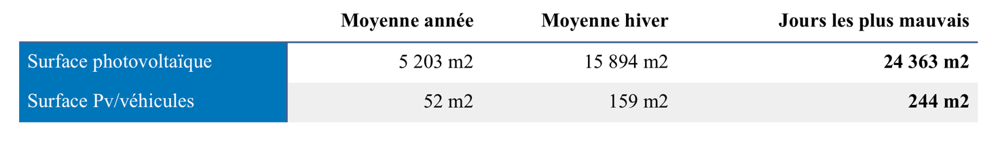 Moyenne année Moyenne hiver Jours les plus mauvais
Surface photovoltaïque 5 203 m2 15 894 m2 24 363 m2
Surface Pv/véhicules 52 m2 159 m2 244 m2